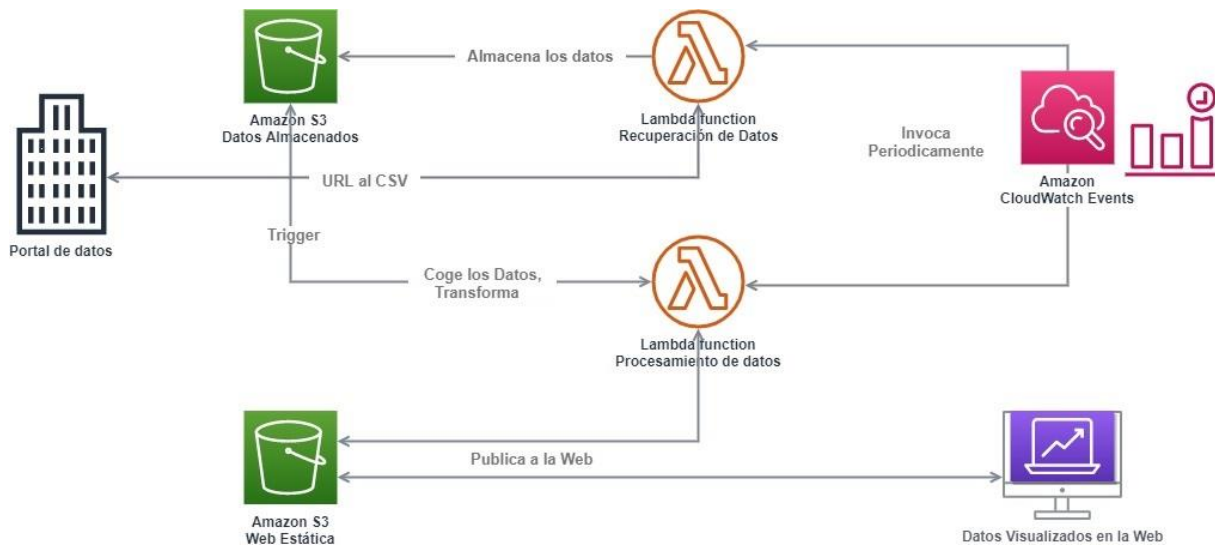 Almacena los datos
Amazon S3
Datos Almacenados
Lambda function
Recuperación de Datos
Invoca
Periodicamente
Amazon
CloudWatch Events
URL al CSV
Portal de datos
Trigger
Coge los Datos,
Transforma
Lambda function
Procesamiento de datos
Publica a la Web
Amazon S3
Web Estática
Datos Visualizados en la Web